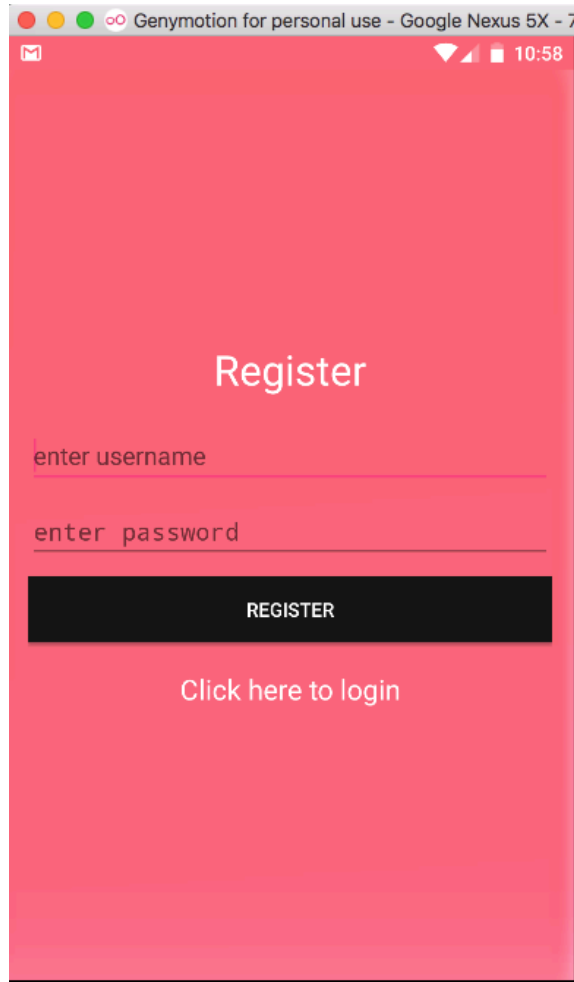 Genymotion for personal use - Google Nexus 5X - 7
10:58
Register
enter username
enter password
REGISTER
Click here to login